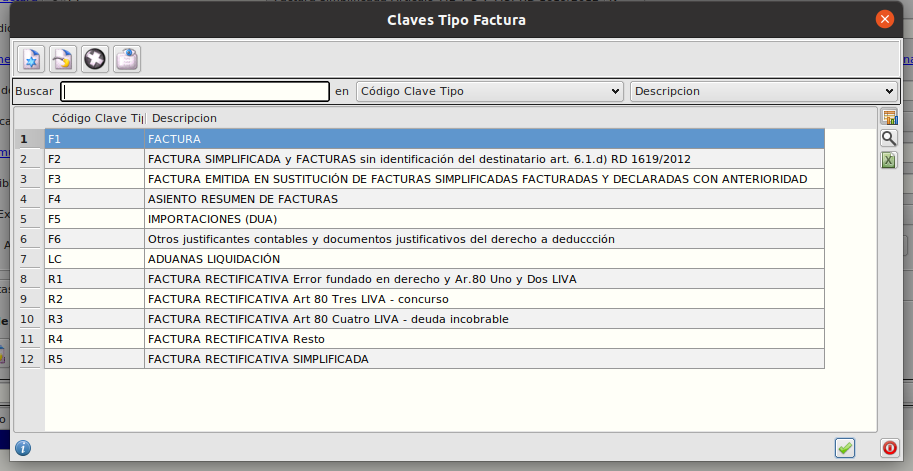 Claves Tipo Factura
Buscar en Código Clave Tipo Descripcion
Código Clave Ti Descripcion
1 F1 FACTURA
2 F2 FACTURA SIMPLIFICADA y FACTURAS sin identificación del destinatario art. 6.1.d) RD 1619/2012
3 F3 FACTURA EMITIDA EN SUSTITUCIÓN DE FACTURAS SIMPLIFICADAS FACTURADAS Y DECLARADAS CON ANTERIORIDAD
4 F4 ASIENTO RESUMEN DE FACTURAS
5 F5 IMPORTACIONES (DUA)
6 F6 Otros justificantes contables y documentos justificativos del derecho a deduccción
7 LC ADUANAS LIQUIDACIÓN
8 R1 FACTURA RECTIFICATIVA Error fundado en derecho y Ar.80 Uno y Dos LIVA
9 R2 FACTURA RECTIFICATIVA Art 80 Tres LIVA - concurso
10 R3 FACTURA RECTIFICATIVA Art 80 Cuatro LIVA - deuda incobrable
11 R4 FACTURA RECTIFICATIVA Resto
12 R5 FACTURA RECTIFICATIVA SIMPLIFICADA